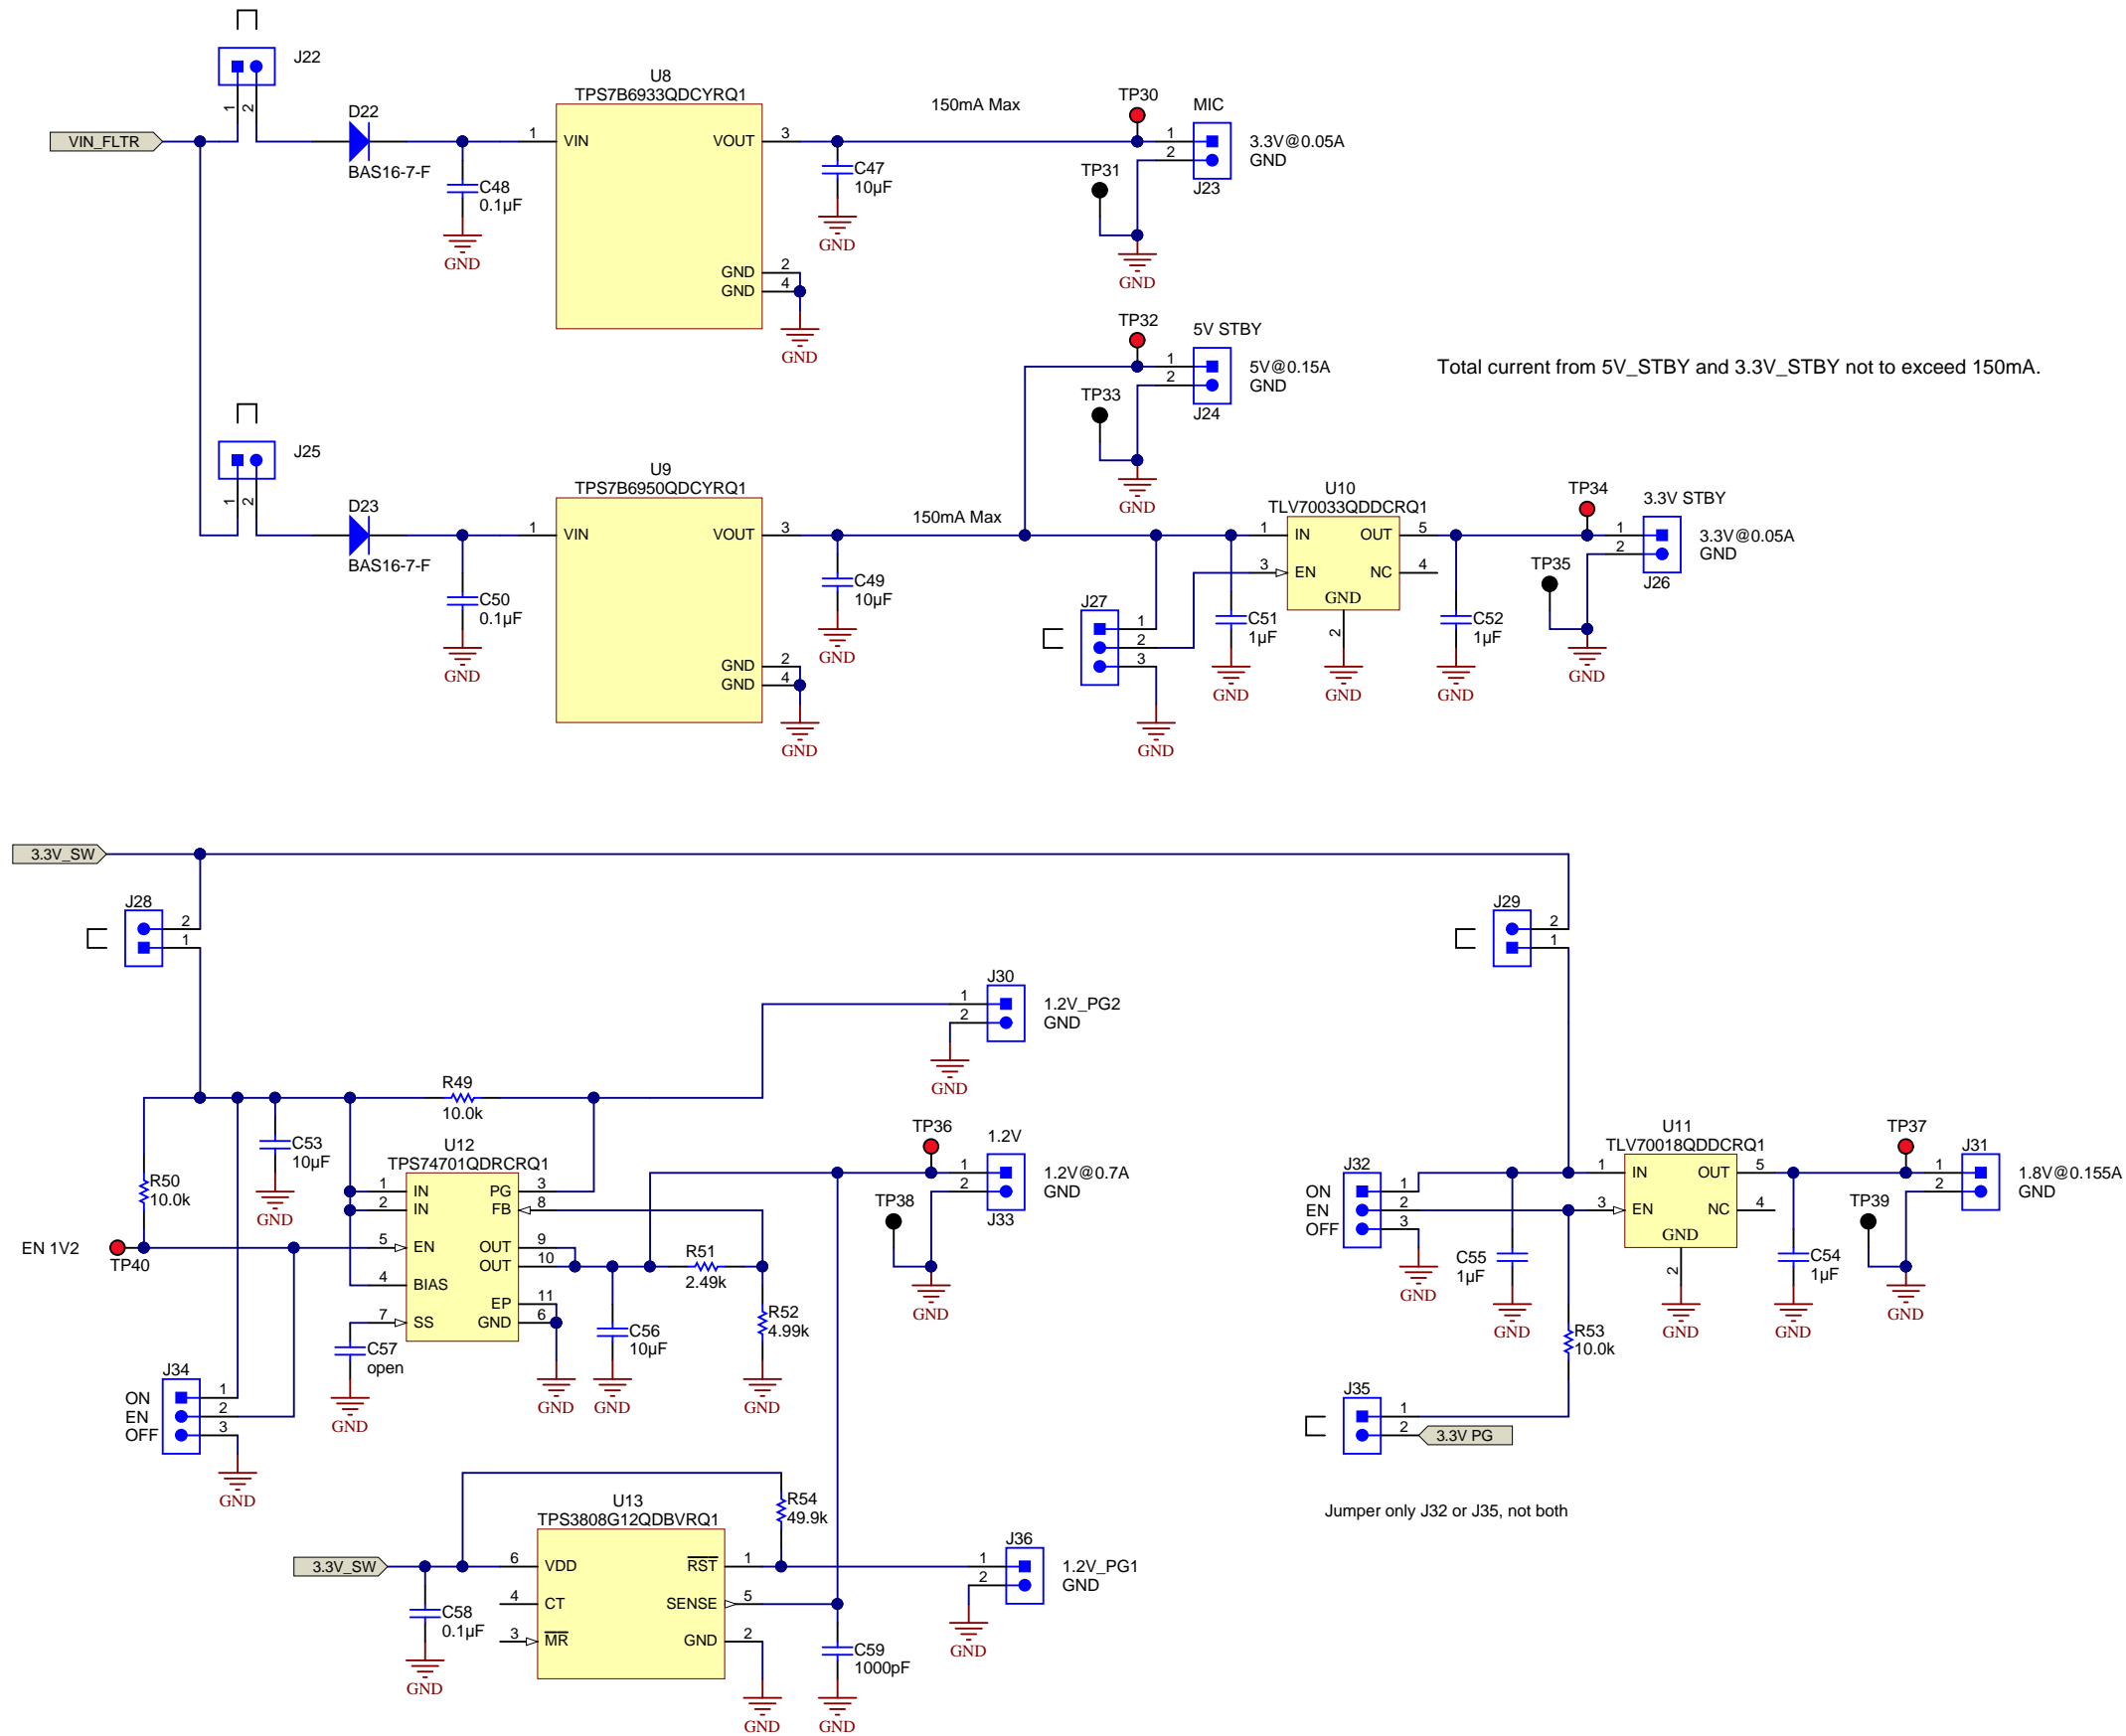 J22
1
2
VIN_FLTR
D22
BAS16-7-F
C48
0.1µF
GND
U8
TPS7B6933QDCYRQ1
1
VIN
VOUT
3
GND
2
GND
4
GND
150mA Max
C47
10µF
GND
TP30
MIC
1
2
3.3V@0.05A
GND
TP31
J23
GND
TP32
5V STBY
1
2
5V@0.15A
GND
TP33
J24
GND
Total current from 5V_STBY and 3.3V_STBY not to exceed 150mA.
J25
1
2
D23
BAS16-7-F
C50
0.1µF
GND
U9
TPS7B6950QDCYRQ1
1
VIN
VOUT
3
GND
2
GND
4
GND
150mA Max
C49
10µF
GND
J27
1
2
3
GND
C51
1µF
GND
U10
TLV70033QDDCRQ1
1
IN
OUT
5
3
EN
NC
4
GND
2
GND
C52
1µF
GND
TP34
3.3V STBY
1
2
3.3V@0.05A
GND
TP35
J26
GND
3.3V_SW
J28
2
1
J29
2
1
J30
1
2
1.2V_PG2
GND
GND
R49
10.0k
R50
10.0k
C53
10µF
GND
EN 1V2
TP40
U12
TPS74701QDRCRQ1
1
IN
PG
3
2
IN
FB
8
5
EN
OUT
9
OUT
10
4
BIAS
EP
11
7
SS
GND
6
GND
C57
open
GND
C56
10µF
GND
R51
2.49k
R52
4.99k
GND
TP36
1.2V
1
2
1.2V@0.7A
GND
TP38
J33
GND
J34
ON
1
EN
2
OFF
3
GND
J32
ON
1
EN
2
OFF
3
GND
C55
1µF
GND
U11
TLV70018QDDCRQ1
1
IN
OUT
5
3
EN
NC
4
GND
2
GND
C54
1µF
GND
TP37
J31
1
2
1.8V@0.155A
GND
TP39
GND
R53
10.0k
J35
1
2
3.3V PG
Jumper only J32 or J35, not both
3.3V_SW
C58
0.1µF
GND
U13
TPS3808G12QDBVRQ1
6
VDD
RST
1
4
CT
SENSE
5
3
MR
GND
2
GND
R54
49.9k
C59
1000pF
GND
J36
1
2
1.2V_PG1
GND
GND